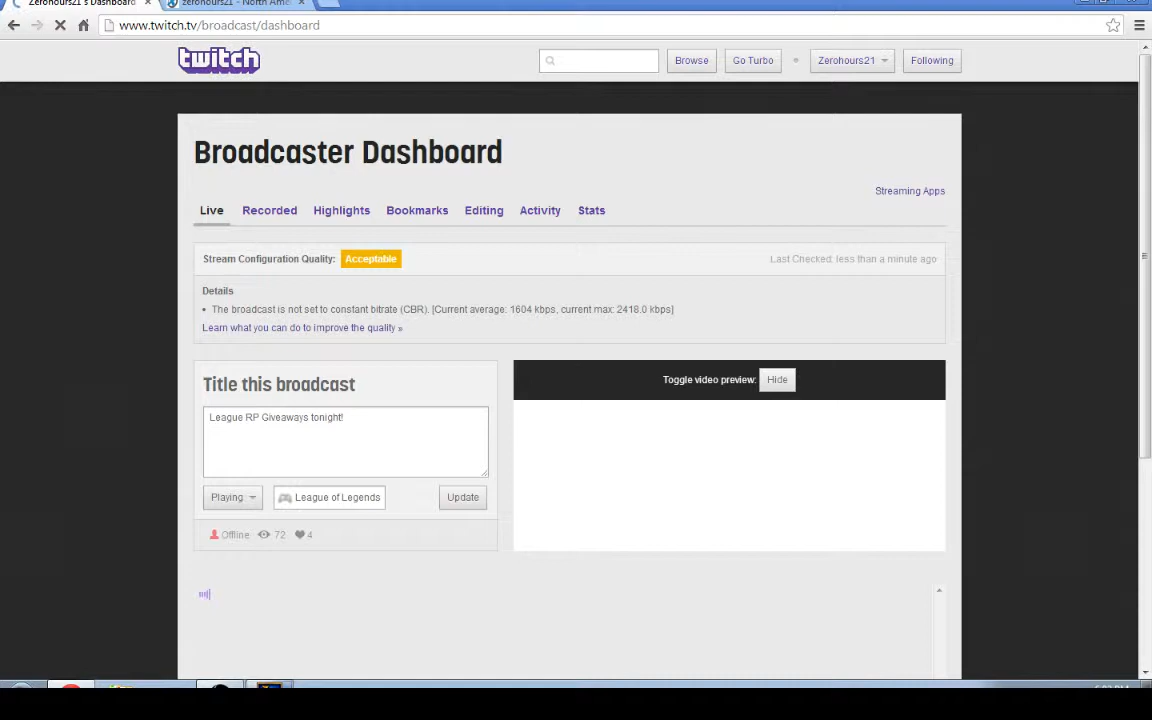 Zerohours21's Dashboard
zerohours21 - North Ame
www.twitch.tv/broadcast/dashboard
twitch
Browse
Go Turbo
Zerohours21
Following
Broadcaster Dashboard
Streaming Apps
Live
Recorded
Highlights
Bookmarks
Editing
Activity
Stats
Stream Configuration Quality: Acceptable
Last Checked: less than a minute ago
Details
• The broadcast is not set to constant bitrate (CBR). [Current average: 1604 kbps, current max: 2418.0 kbps]
Learn what you can do to improve the quality »
Title this broadcast
Toggle video preview: Hide
League RP Giveaways tonight!
Playing
League of Legends
Update
Offline 72 4